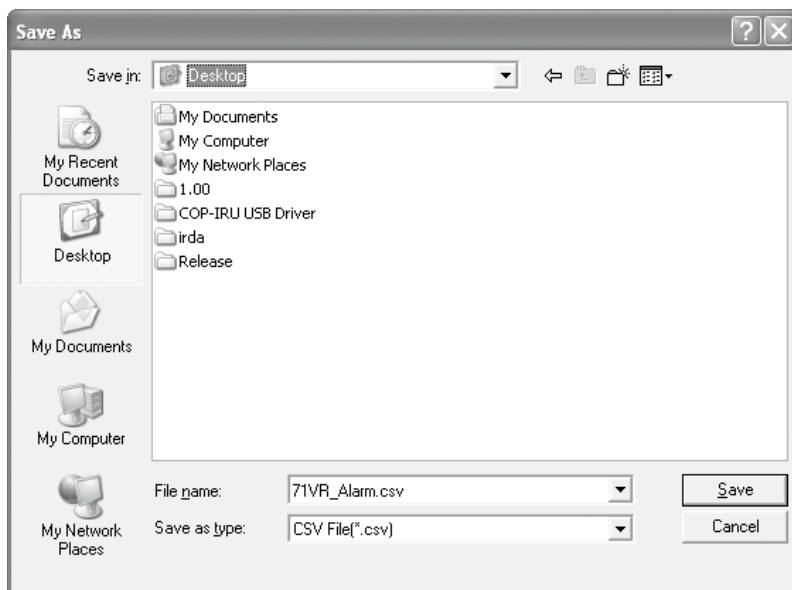 Save As
Save in:
Desktop
My Recent
Documents
Desktop
My Documents
My Computer
My Network
Places
My Documents
My Computer
My Network Places
1.00
COP-IRU USB Driver
irda
Release
File name:
71VR_Alarm.csv
Save
Save as type:
CSV File(*.csv)
Cancel